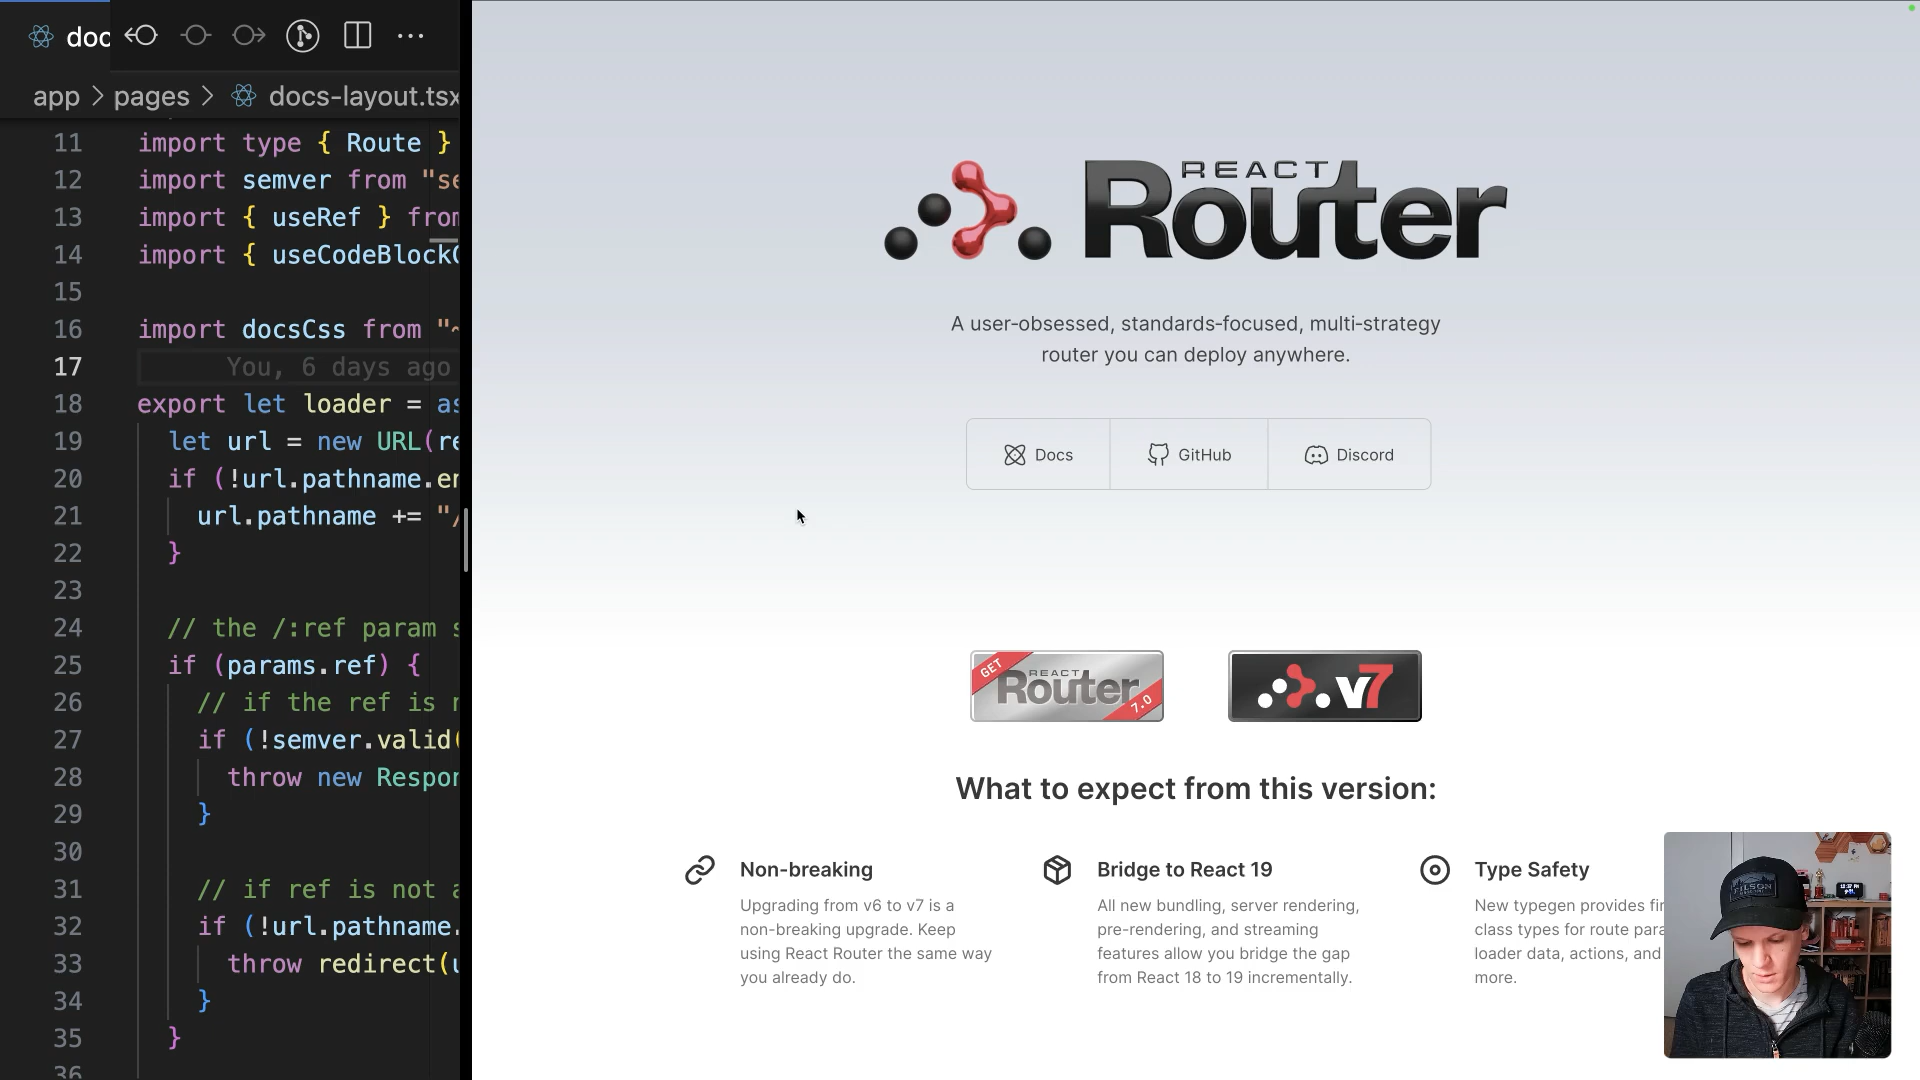 doc
app > pages > docs-layout.tsx
11 import type { Route }
12 import semver from "se
13 import { useRef } from
14 import { useCodeBlockC
15
16 import docsCss from "~
17 You, 6 days ago
18 export let loader = as
19 let url = new URL(re
20 if (!url.pathname.en
21 url.pathname += "/
22 }
23
24 // the /:ref param s
25 if (params.ref) {
26 // if the ref is n
27 if (!semver.valid(
28 throw new Respon
29 }
30
31 // if ref is not a
32 if (!url.pathname.
33 throw redirect(u
34 }
35 }
36
REACT
Router
A user-obsessed, standards-focused, multi-strategy
router you can deploy anywhere.
Docs
GitHub
Discord
GET
REACT
Router
7.0
v7
What to expect from this version:
Non-breaking
Upgrading from v6 to v7 is a
non-breaking upgrade. Keep
using React Router the same way
you already do.
Bridge to React 19
All new bundling, server rendering,
pre-rendering, and streaming
features allow you bridge the gap
from React 18 to 19 incrementally.
Type Safety
New typegen provides fir
class types for route para
loader data, actions, and
more.
FILSON